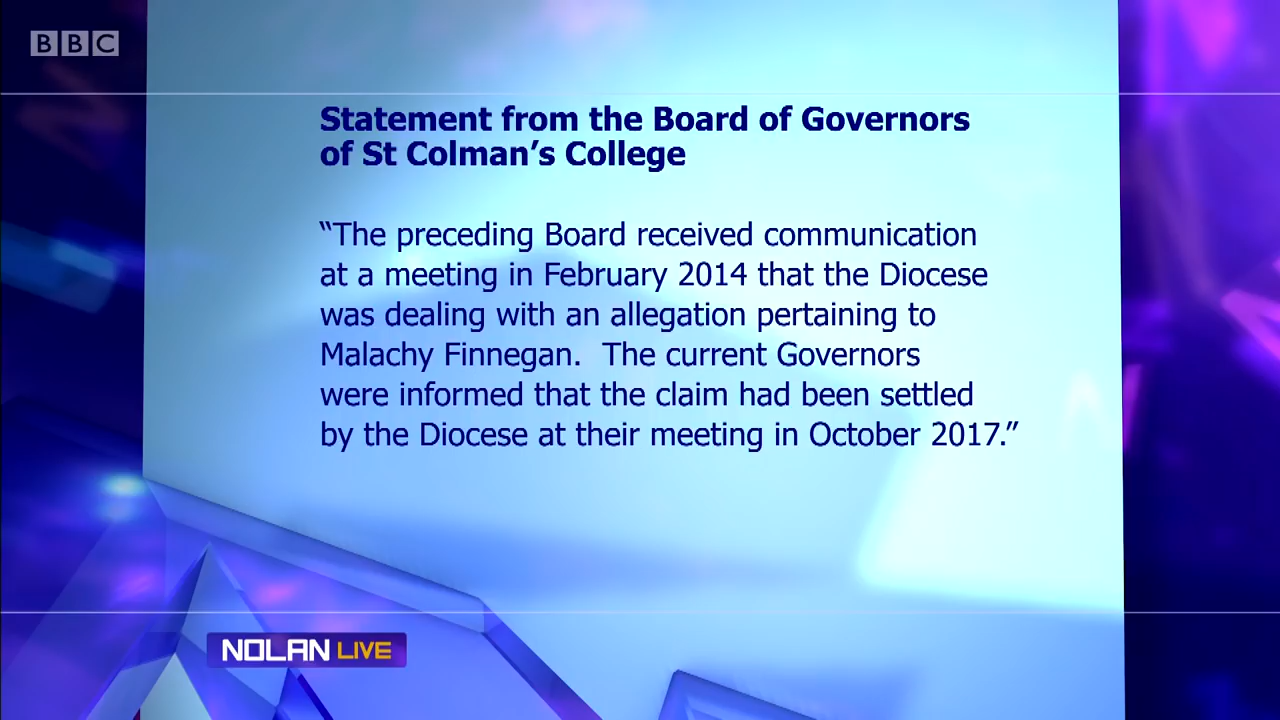 BBC
Statement from the Board of Governors
of St Colman’s College
“The preceding Board received communication
at a meeting in February 2014 that the Diocese
was dealing with an allegation pertaining to
Malachy Finnegan.  The current Governors
were informed that the claim had been settled
by the Diocese at their meeting in October 2017.”
NOLAN LIVE